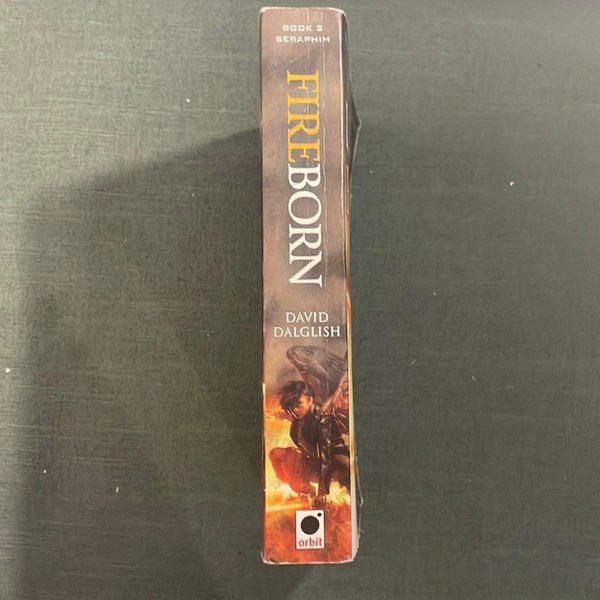 BOOK 2
SERAPHIM
FIREBORN
DAVID
DALGLISH
orbit